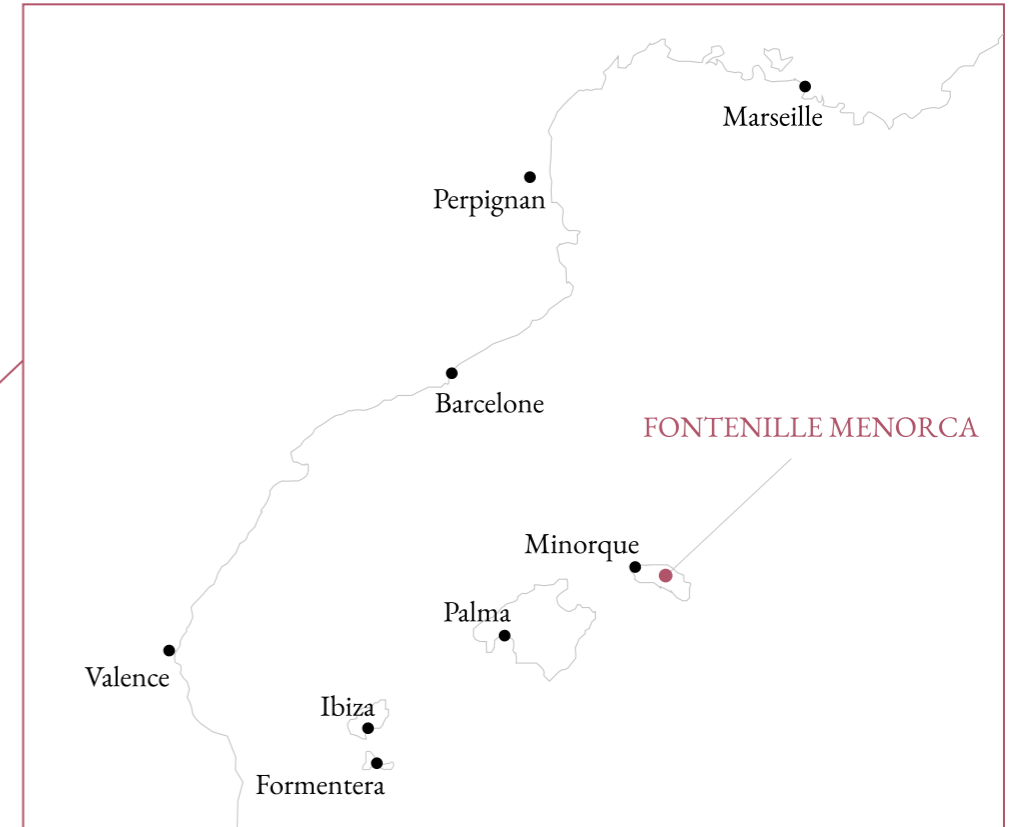 Marseille
Perpignan
Barcelone
FONTENILLE MENORCA
Minorque
Palma
Valence
Ibiza
Formentera